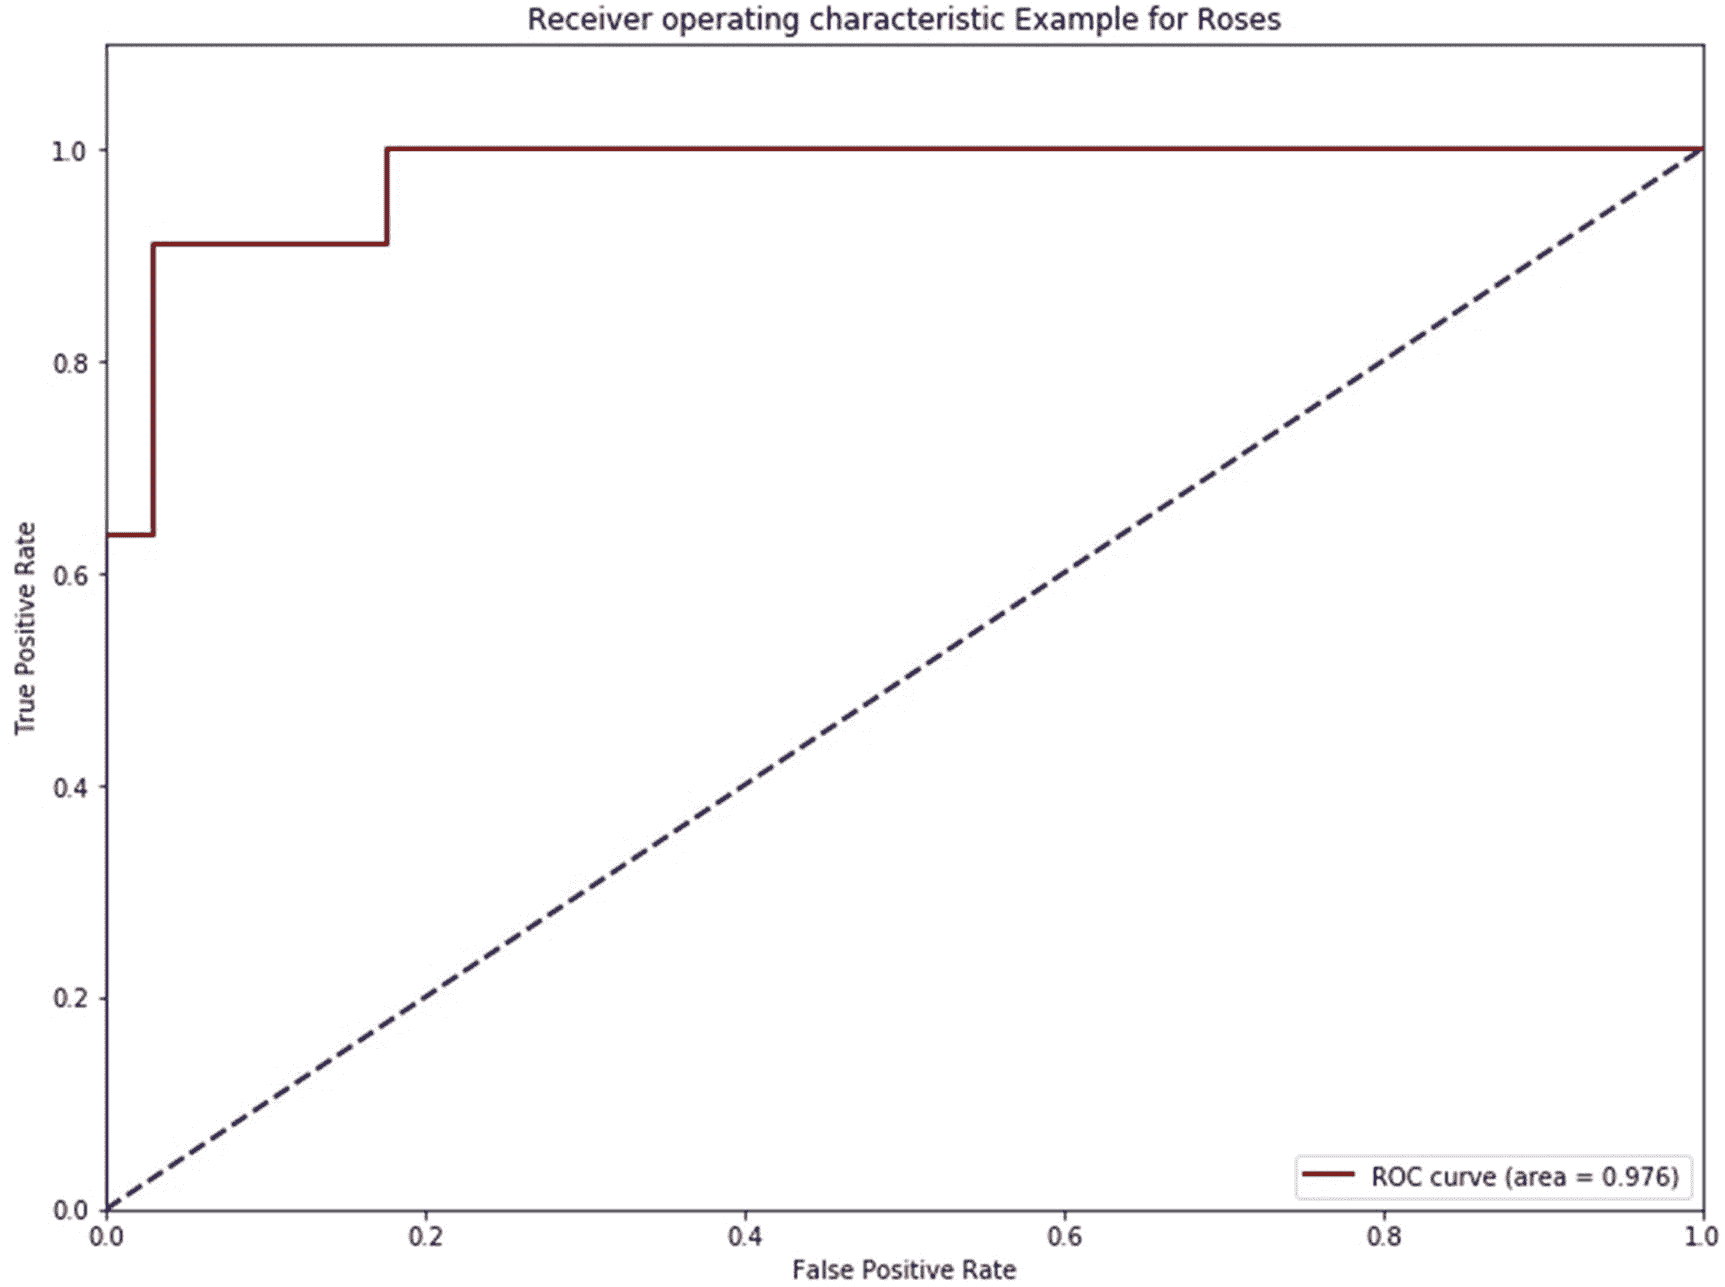 Receiver operating characteristic Example for Roses
1.0
0.8
0.6
0.4
0.2
0.0
True Positive Rate
0.0 0.2 0.4 0.6 0.8 1.0
False Positive Rate
ROC curve (area = 0.976)